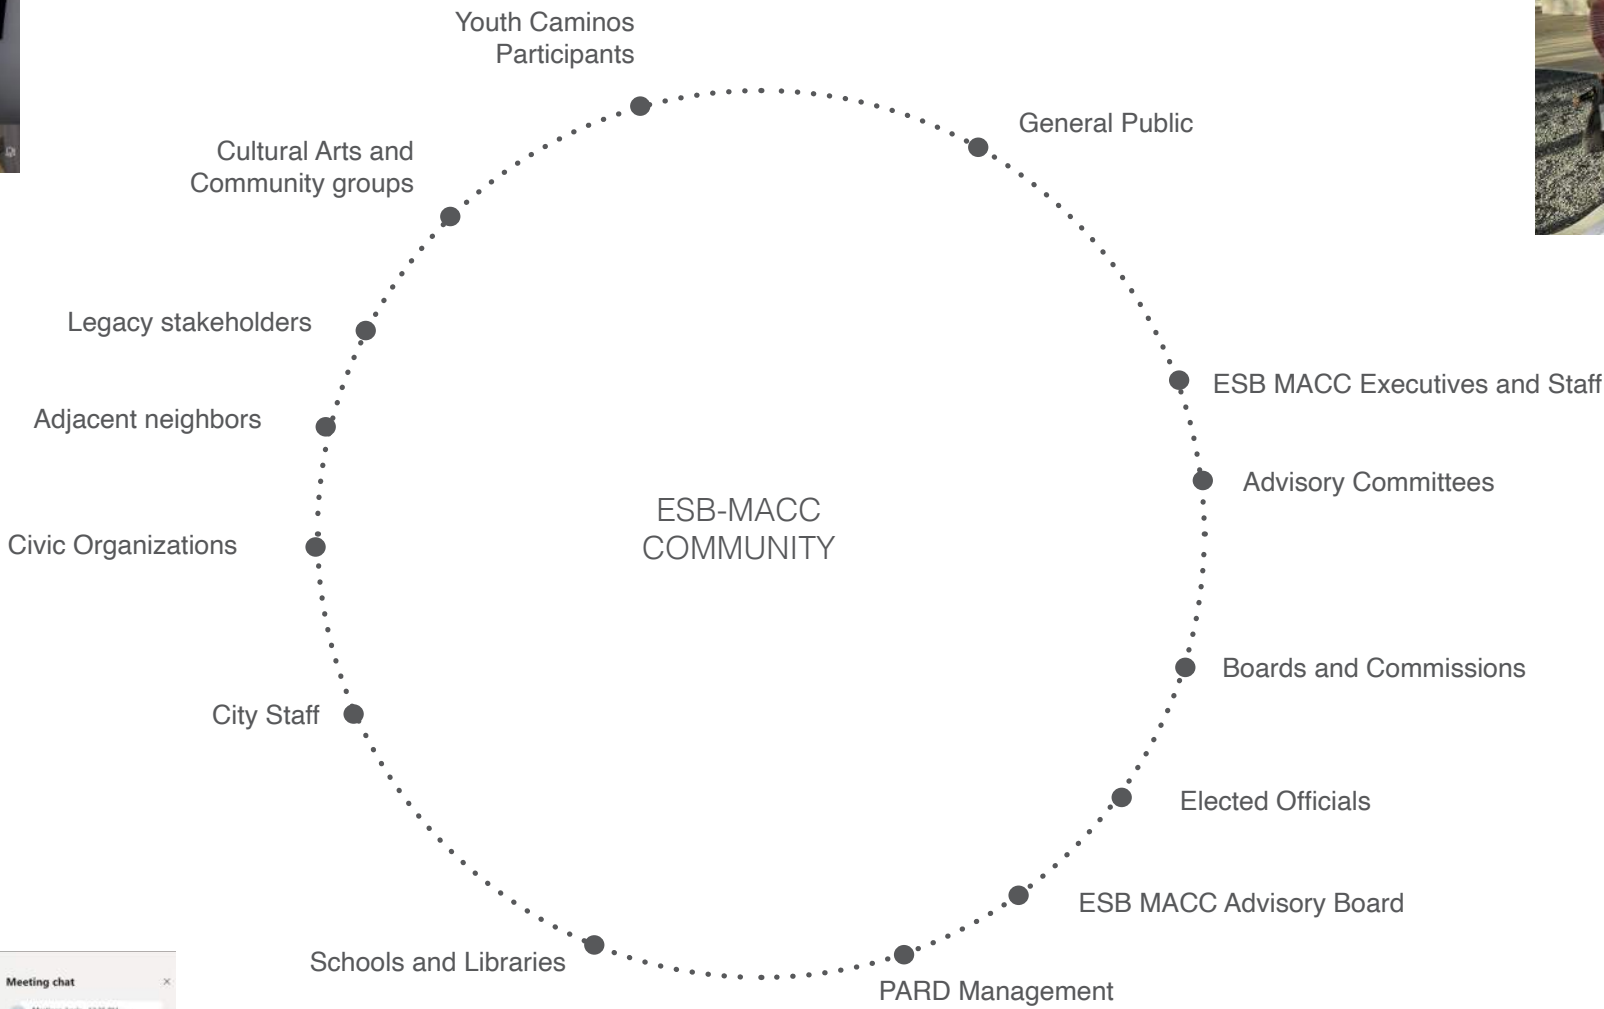 Youth Caminos
Participants
General Public
Cultural Arts and
Community groups
Legacy stakeholders
ESB MACC Executives and Staff
Adjacent neighbors
Advisory Committees
ESB-MACC
COMMUNITY
Civic Organizations
Boards and Commissions
City Staff
Elected Officials
ESB MACC Advisory Board
Schools and Libraries
PARD Management
Meeting chat